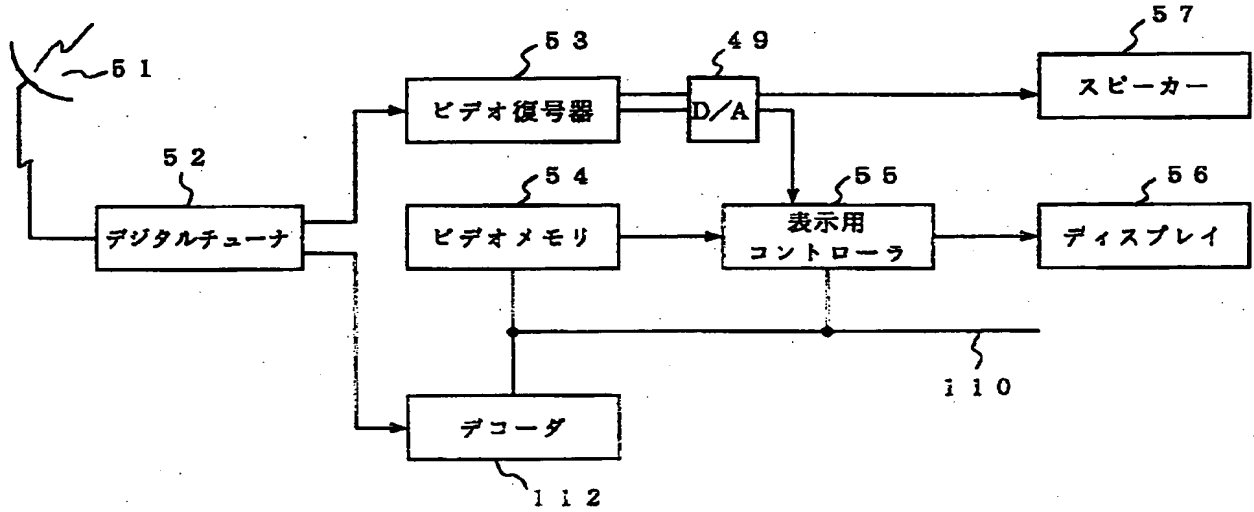 57
53
49
スピーカー
51
ビデオ復号器
D/A
52
54
55
56
デジタルチューナ
ビデオメモリ
表示用
コントローラ
ディスプレイ
i10
デコーダ
1i2